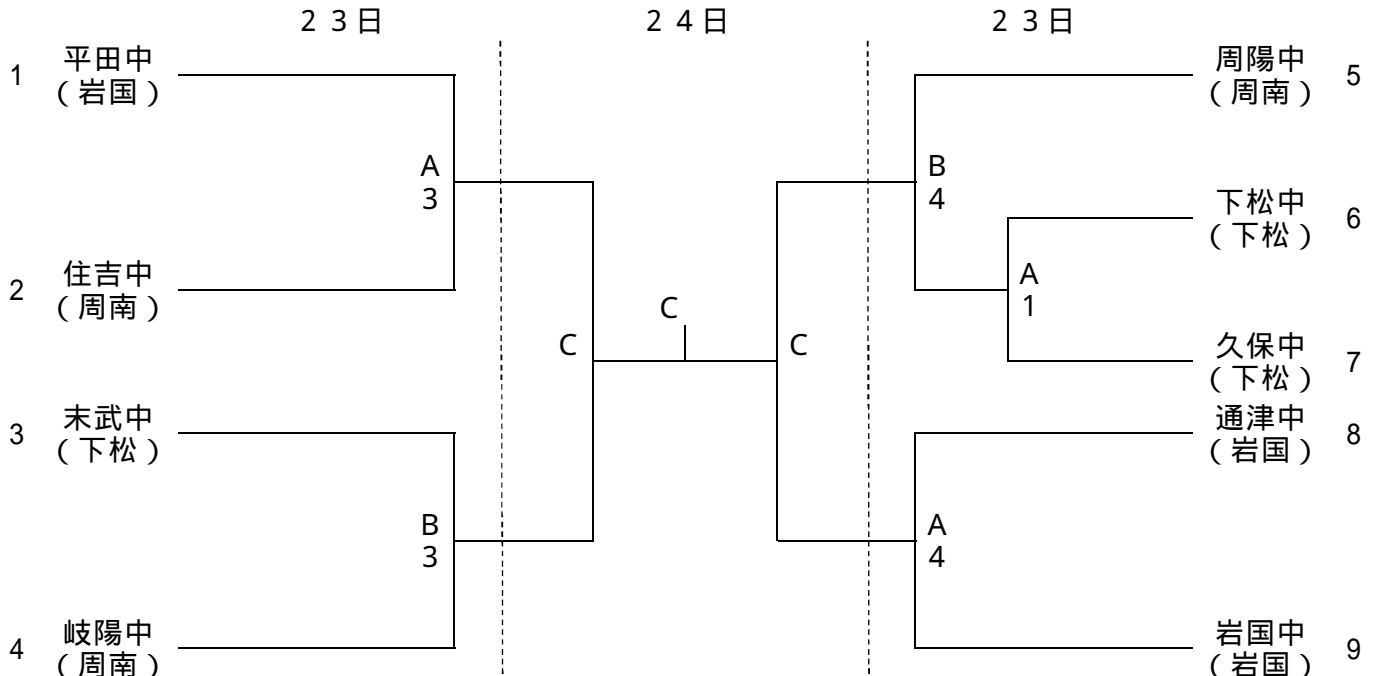 ２３日
２４日
２３日
1
平田中
（岩国）
A
3
2
住吉中
（周南）
3
末武中
（下松）
B
3
4
岐陽中
（周南）
C
C
C
周陽中
（周南）
5
B
4
下松中
（下松）
6
A
1
久保中
（下松）
7
通津中
（岩国）
8
A
4
岩国中
（岩国）
9